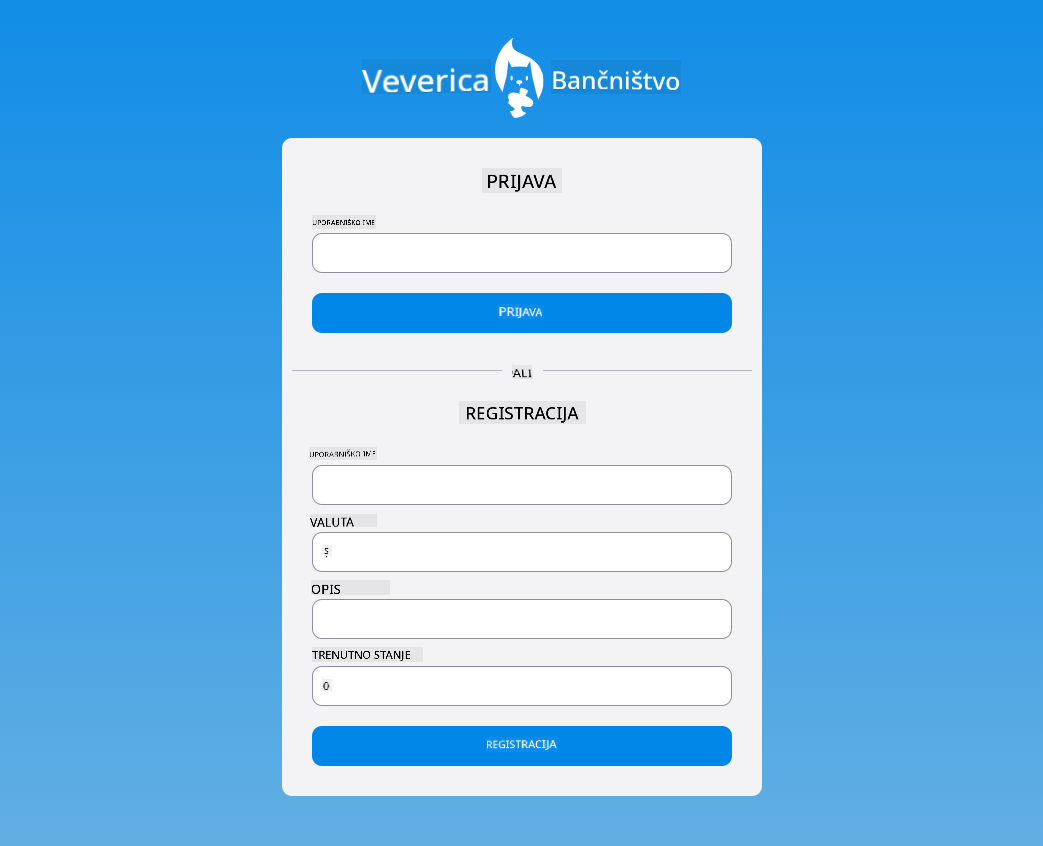 Veverica Bančništvo
PRIJAVA
UPORABNIŠKO IME
PRIJAVA
ALI
REGISTRACIJA
UPORABNIŠKO IME
VALUTA
$
OPIS
TRENUTNO STANJE
0
REGISTRACIJA